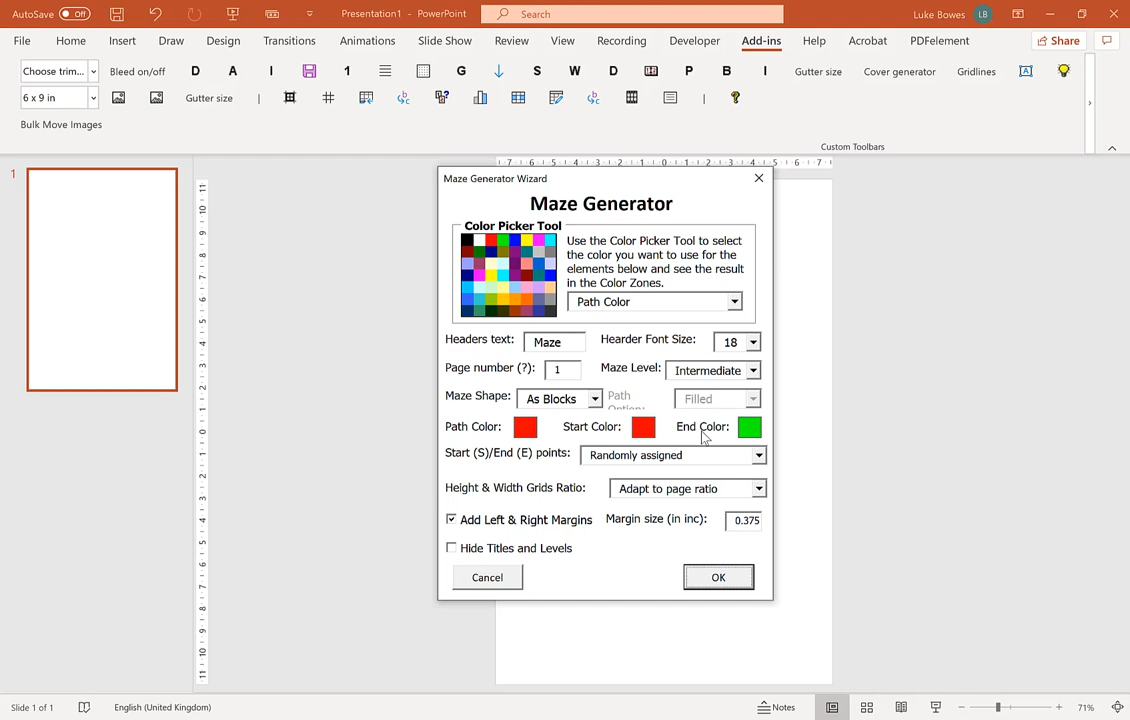 AutoSave Off Presentation1 - PowerPoint Search Luke Bowes LB
File Home Insert Draw Design Transitions Animations Slide Show Review View Recording Developer Add-ins Help Acrobat PDFelement Share
Choose trim... Bleed on/off D A I 1 G S W D P B I Gutter size Cover generator Gridlines A
6 x 9 in Gutter size | | ?
Bulk Move Images
Custom Toolbars
1
Maze Generator Wizard
Maze Generator
Color Picker Tool
Use the Color Picker Tool to select
the color you want to use for the
elements below and see the result
in the Color Zones.
Path Color
Headers text: Maze Hearder Font Size: 18
Page number (?): 1 Maze Level: Intermediate
Maze Shape: As Blocks Path Option: Filled
Path Color: Start Color: End Color:
Start (S)/End (E) points: Randomly assigned
Height & Width Grids Ratio: Adapt to page ratio
Add Left & Right Margins Margin size (in inc): 0.375
Hide Titles and Levels
Cancel OK
Slide 1 of 1 English (United Kingdom) Notes 71%